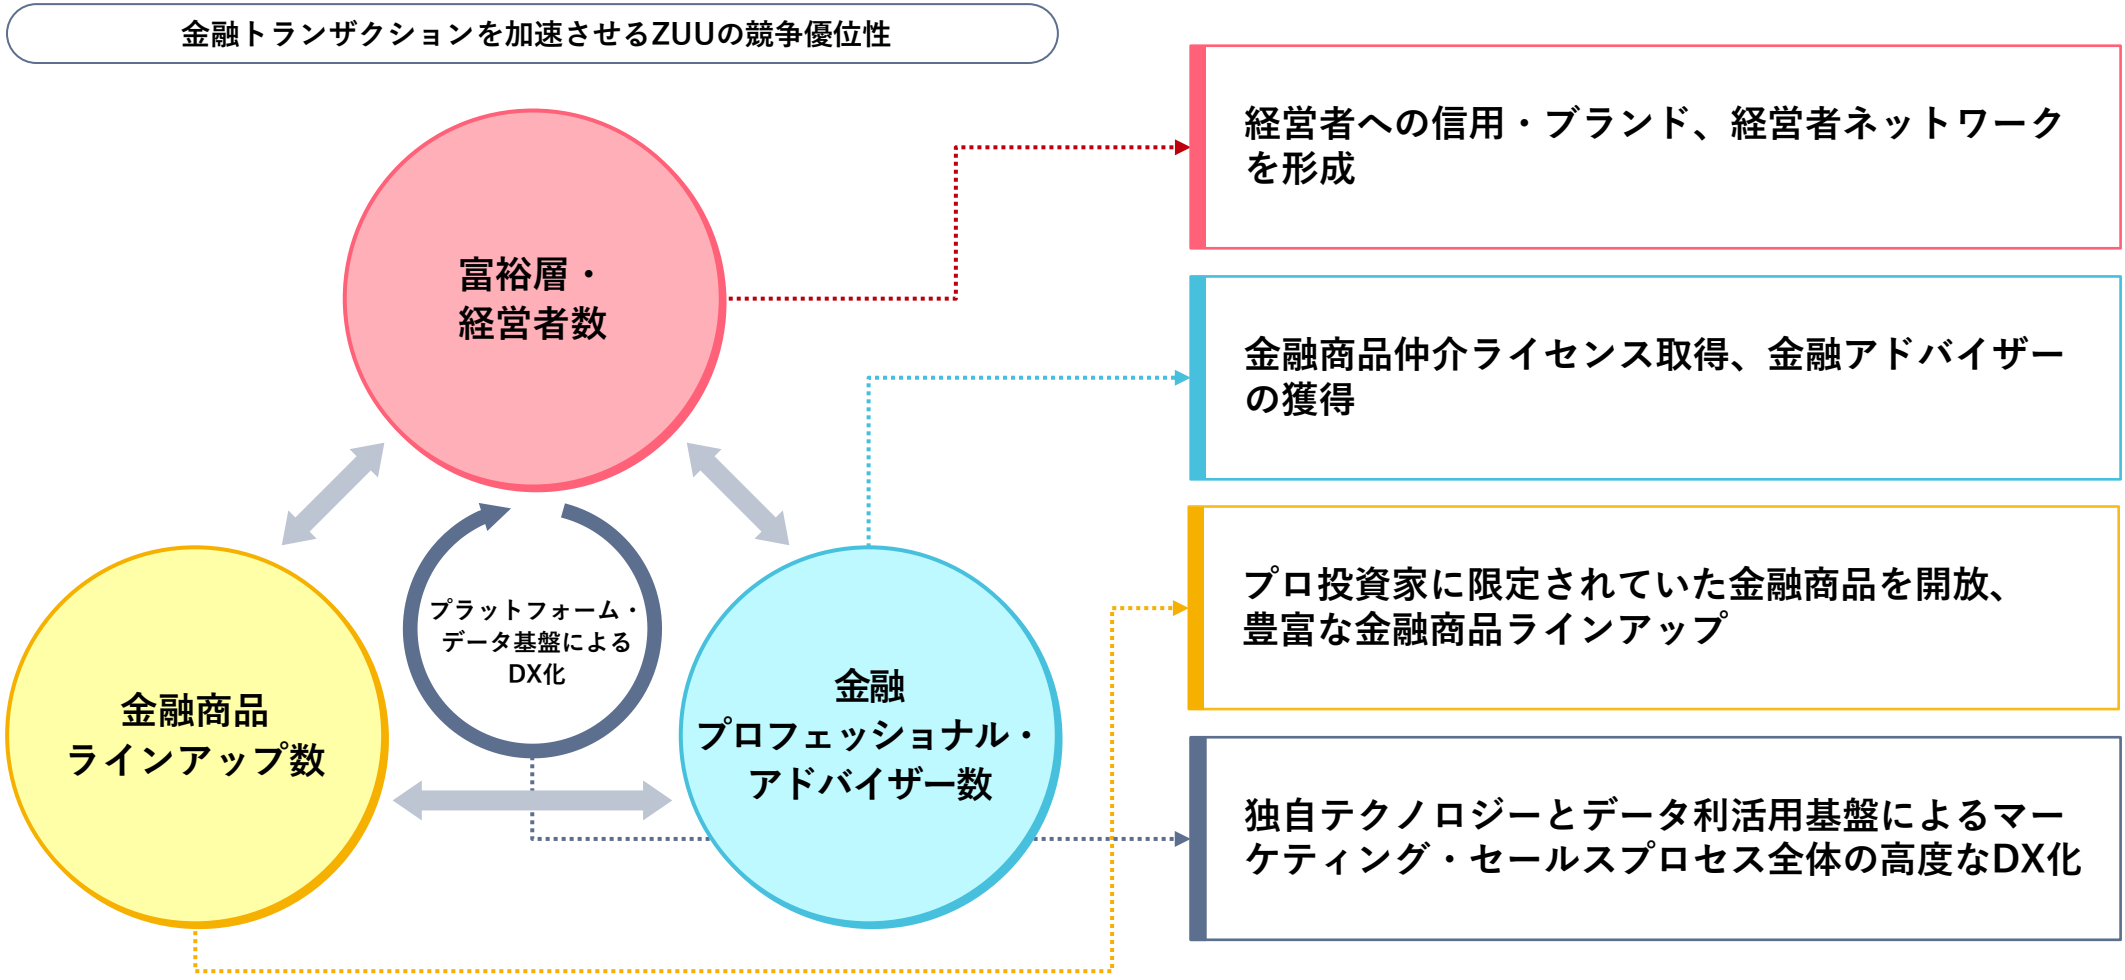 金融トランザクションを加速させるZUUの競争優位性
富裕層・
経営者数
プラットフォーム・
データ基盤による
DX化
金融商品
ラインアップ数
金融
プロフェッショナル・
アドバイザー数
経営者への信用・ブランド、経営者ネットワーク
を形成
金融商品仲介ライセンス取得、金融アドバイザー
の獲得
プロ投資家に限定されていた金融商品を開放、
豊富な金融商品ラインアップ
独自テクノロジーとデータ利活用基盤によるマー
ケティング・セールスプロセス全体の高度なDX化